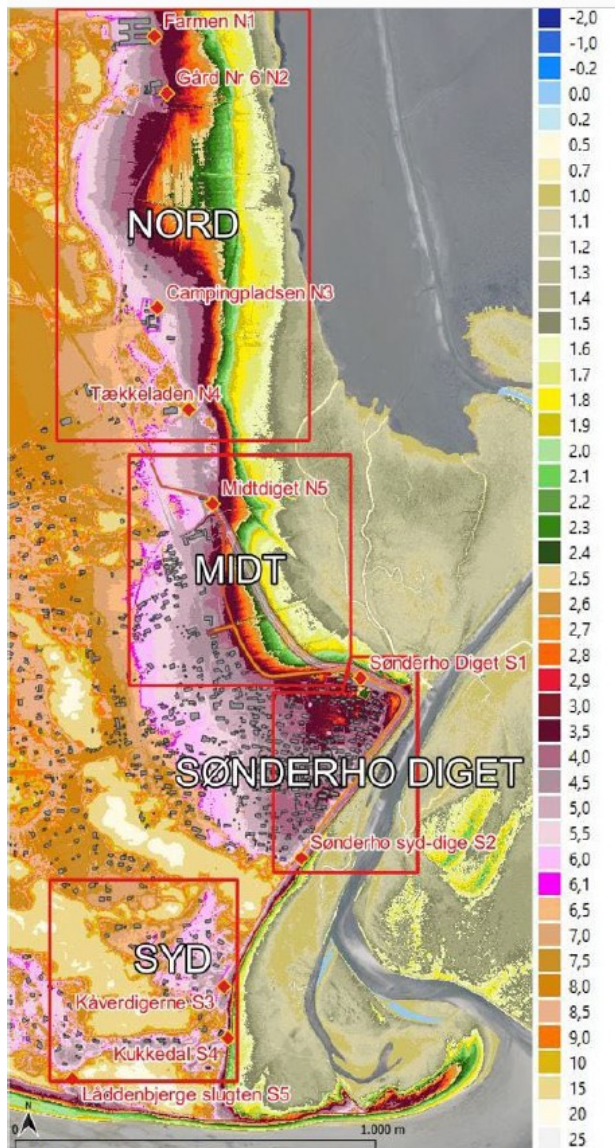 Farmen N1
Gård Nr 6 N2
NORD
Campingpladsen N3
Tækkeladen N4
Midtdiget N5
MIDT
Sønderho Diget S1
SØNDERHO DIGET
Sønderho syd-dige S2
SYD
Kåverdigerne S3
Kukkedal S4
Låddenbjerge slugten S5
N
0
1.000 m
-2,0
-1,0
-0.2
0.0
0.2
0.5
0.7
1.0
1.1
1.2
1.3
1.4
1.5
1.6
1.7
1.8
1.9
2.0
2.1
2.2
2.3
2.4
2.5
2,6
2,7
2,8
2,9
3,0
3,5
4,0
4,5
5,0
5,5
6,0
6,1
6,5
7,0
7,5
8,0
8,5
9,0
10
15
20
25